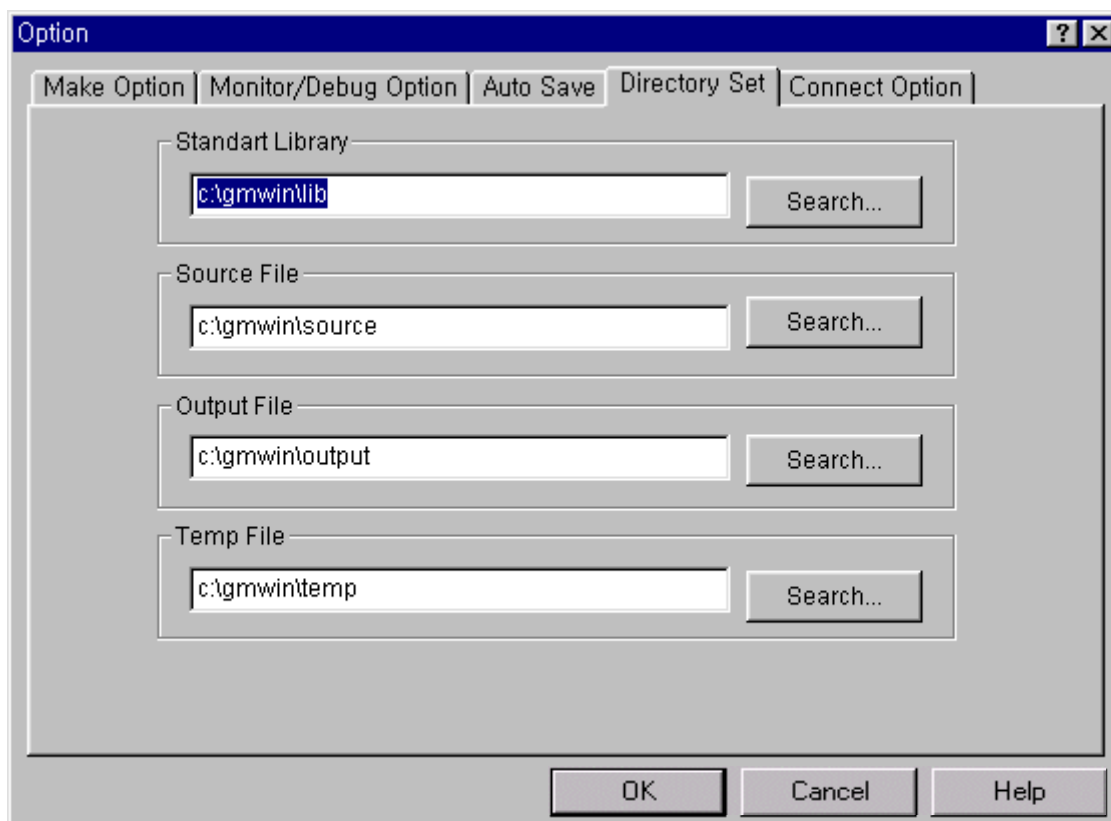 Option
Make Option Monitor/Debug Option Auto Save Directory Set Connect Option
Standart Library
c:\gmwin\lib Search...
Source File
c:\gmwin\source Search...
Output File
c:\gmwin\output Search...
Temp File
c:\gmwin\temp Search...
OK Cancel Help